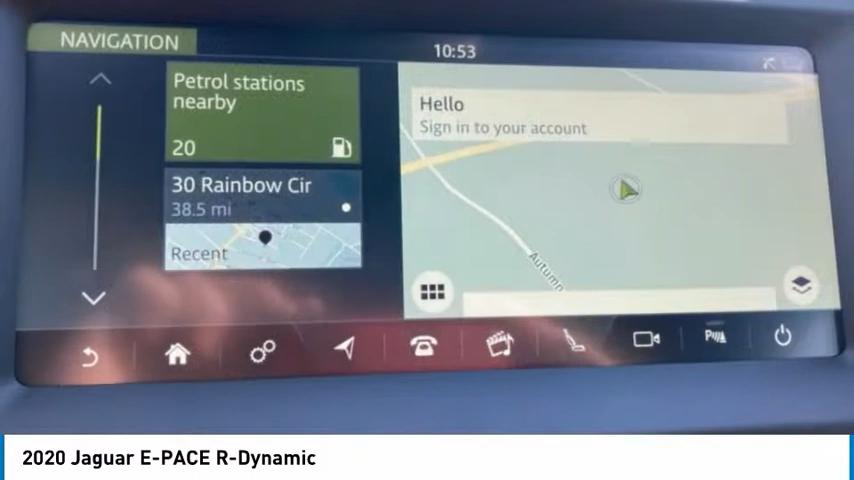 NAVIGATION
10:53
Petrol stations
nearby
20
Hello
Sign in to your account
30 Rainbow Cir
38.5 mi
Recent
Autumn
2020 Jaguar E-PACE R-Dynamic